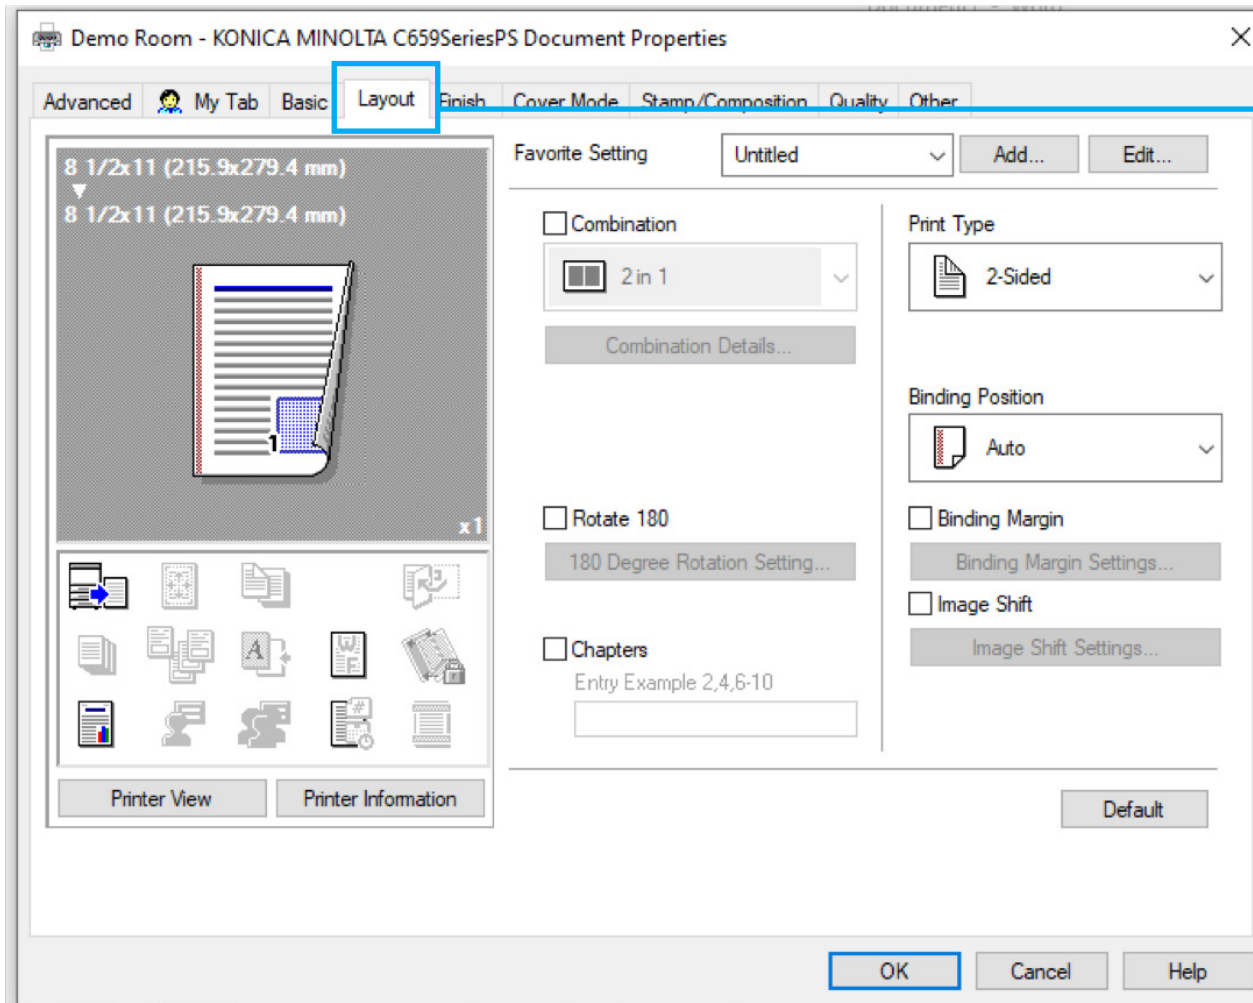 Demo Room - KONICA MINOLTA C659SeriesPS Document Properties
Advanced My Tab Basic Layout Finish Cover Mode Stamp/Composition Quality Other
8 1/2x11 (215.9x279.4 mm)
8 1/2x11 (215.9x279.4 mm)
1
x1
Printer View Printer Information
Favorite Setting Untitled Add... Edit...
Combination
2 in 1
Combination Details...
Rotate 180
180 Degree Rotation Setting...
Chapters
Entry Example 2,4,6-10
Print Type
2-Sided
Binding Position
Auto
Binding Margin
Binding Margin Settings...
Image Shift
Image Shift Settings...
Default
OK Cancel Help